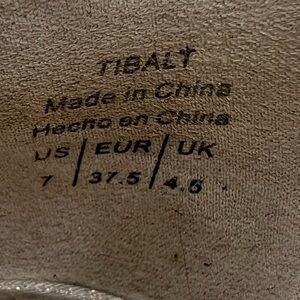 TIBALT
Made in China
Hecho en China
US / EUR / UK
7 / 37.5 / 4.5